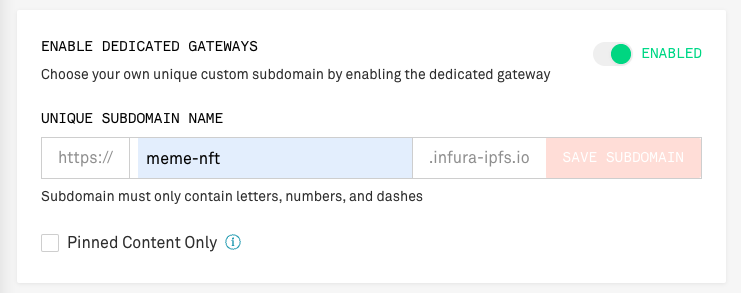 ENABLE DEDICATED GATEWAYS
ENABLED
Choose your own unique custom subdomain by enabling the dedicated gateway
UNIQUE SUBDOMAIN NAME
https:// meme-nft .infura-ipfs.io SAVE SUBDOMAIN
Subdomain must only contain letters, numbers, and dashes
Pinned Content Only